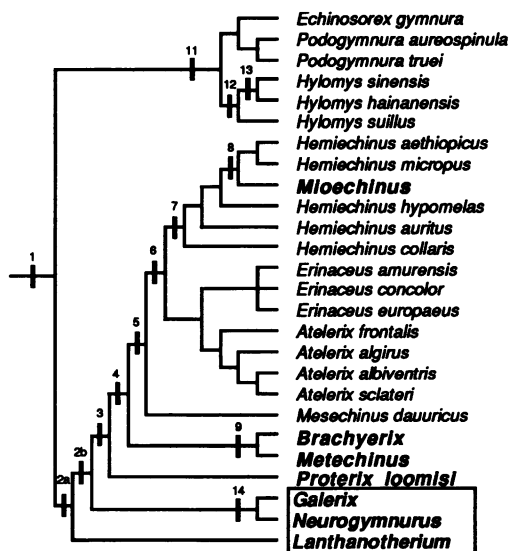 Echinosorex gymnura
11
Podogymnura aureospinula
Podogymnura truei
13
Hylomys sinensis
12
Hylomys hainanensis
Hylomys suillus
Hemiechinus aethiopicus
8
Hemiechinus micropus
Mioechinus
7
Hemiechinus hypomelas
Hemiechinus auritus
6
Hemiechinus collaris
1
Erinaceus amurensis
Erinaceus concolor
5
Erinaceus europaeus
Atelerix frontalis
Atelerix algirus
4
Atelerix albiventris
Atelerix sclateri
3
Mesechinus dauuricus
9
Brachyerix
2b
Metechinus
2a
Proterix loomisi
14
Galerix
Neurogymnurus
Lanthanotherium